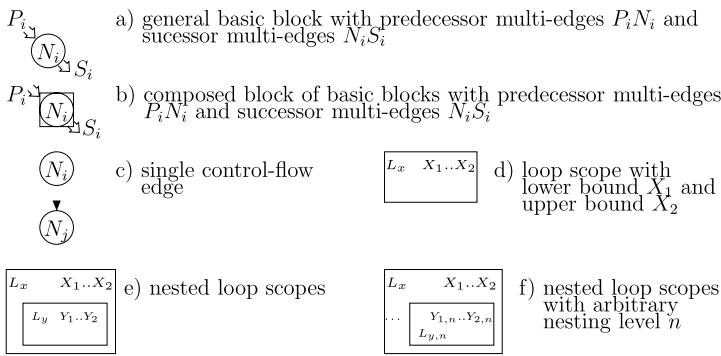 P_i
N_i
S_i
a) general basic block with predecessor multi-edges P_iN_i and
sucessor multi-edges N_iS_i
P_i
N_i
S_i
b) composed block of basic blocks with predecessor multi-edges
P_iN_i and successor multi-edges N_iS_i
N_i
N_j
c) single control-flow
edge
L_x X_1..X_2
d) loop scope with
lower bound X_1 and
upper bound X_2
L_x X_1..X_2
L_y Y_1..Y_2
e) nested loop scopes
L_x X_1..X_2
... Y_{1,n}..Y_{2,n}
L_{y,n}
f) nested loop scopes
with arbitrary
nesting level n